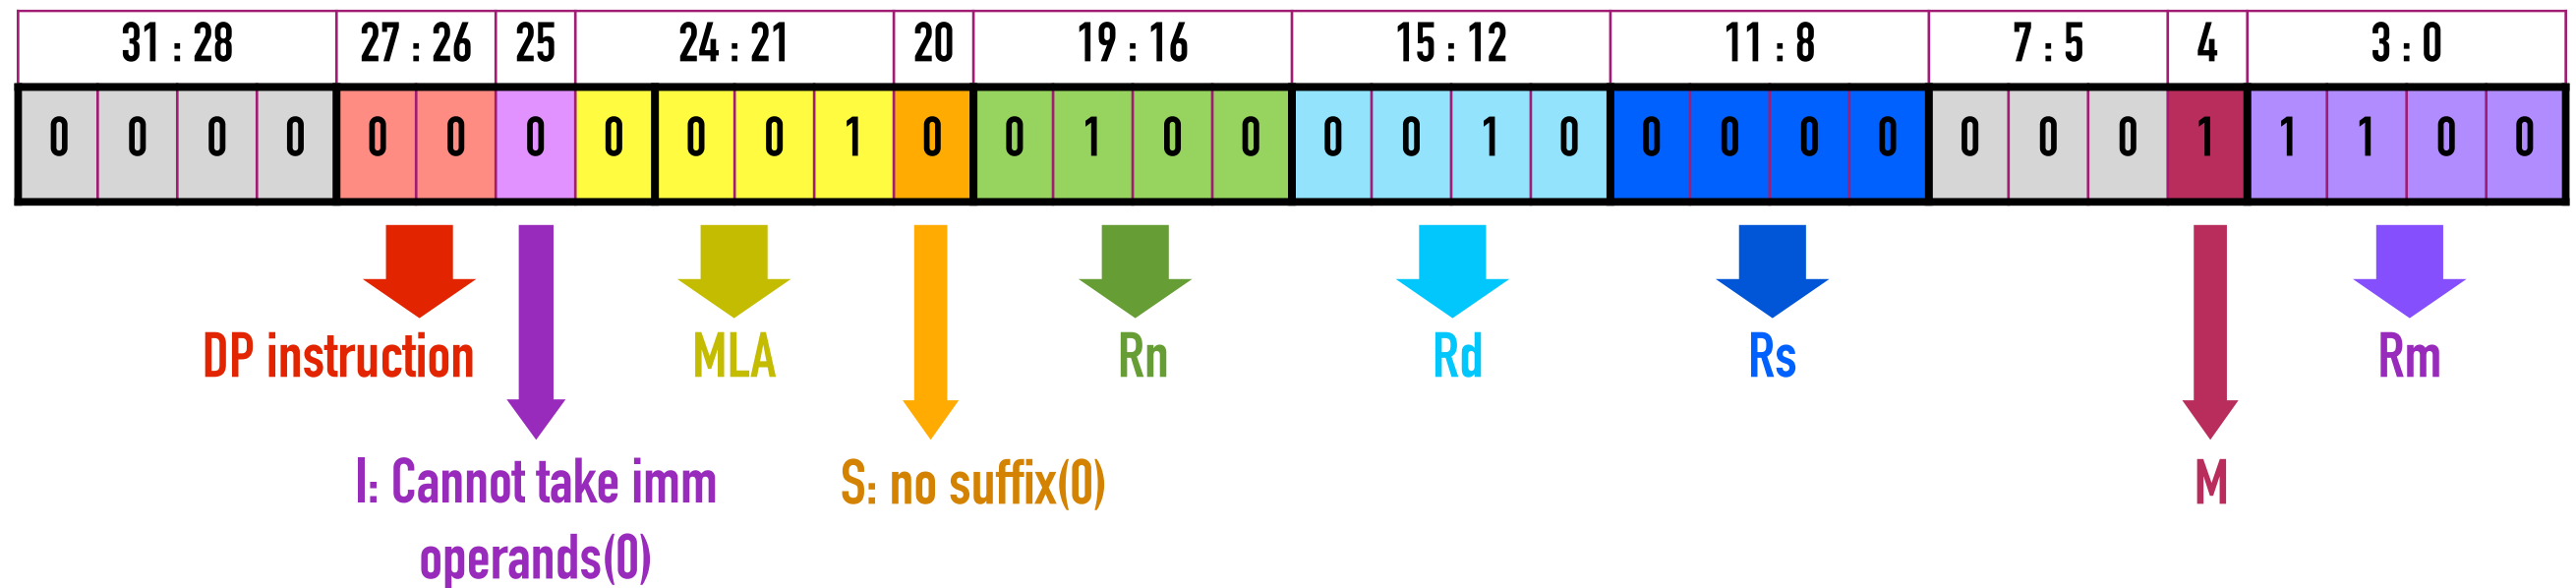 31 : 28 27 : 26 25 24 : 21 20 19 : 16 15 : 12 11 : 8 7 : 5 4 3 : 0
0 0 0 0 0 0 0 0 0 0 1 0 0 1 0 0 0 0 1 0 0 0 0 0 0 0 0 1 1 1 0 0
DP instruction MLA Rn Rd Rs Rm
I: Cannot take imm S: no suffix(0) M
operands(0)